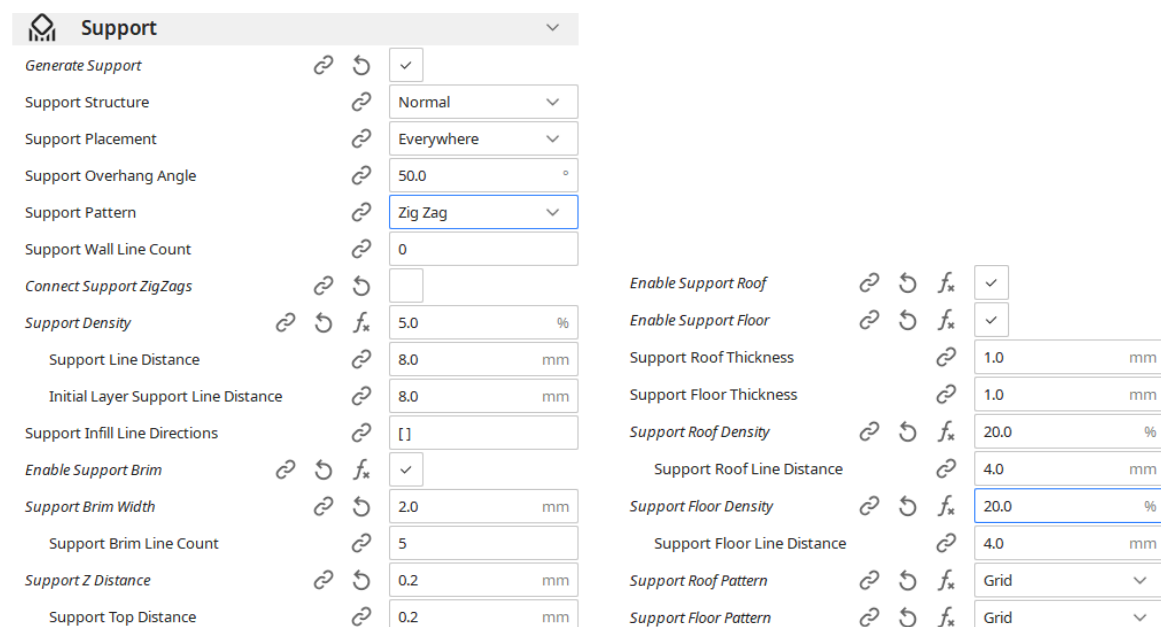 Support
Generate Support
Support Structure Normal
Support Placement Everywhere
Support Overhang Angle 50.0 °
Support Pattern Zig Zag
Support Wall Line Count 0
Connect Support ZigZags
Support Density 5.0 %
Support Line Distance 8.0 mm
Initial Layer Support Line Distance 8.0 mm
Support Infill Line Directions []
Enable Support Brim
Support Brim Width 2.0 mm
Support Brim Line Count 5
Support Z Distance 0.2 mm
Support Top Distance 0.2 mm
Enable Support Roof
Enable Support Floor
Support Roof Thickness 1.0 mm
Support Floor Thickness 1.0 mm
Support Roof Density 20.0 %
Support Roof Line Distance 4.0 mm
Support Floor Density 20.0 %
Support Floor Line Distance 4.0 mm
Support Roof Pattern Grid
Support Floor Pattern Grid